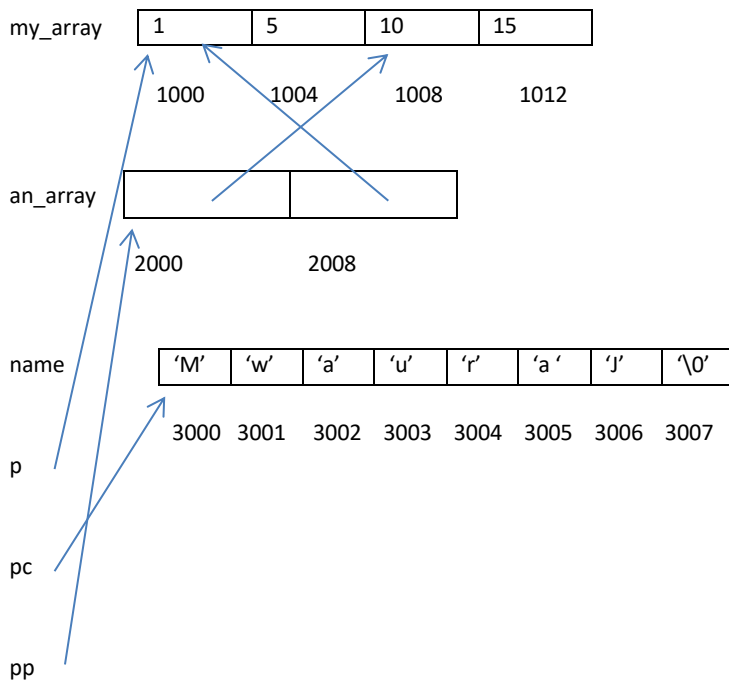 my_array 1 5 10 15
1000 1004 1008 1012
an_array
2000 2008
name ‘M’ ‘w’ ‘a’ ‘u’ ‘r’ ‘a ‘ ‘J’ ‘\0’
3000 3001 3002 3003 3004 3005 3006 3007
p
pc
pp